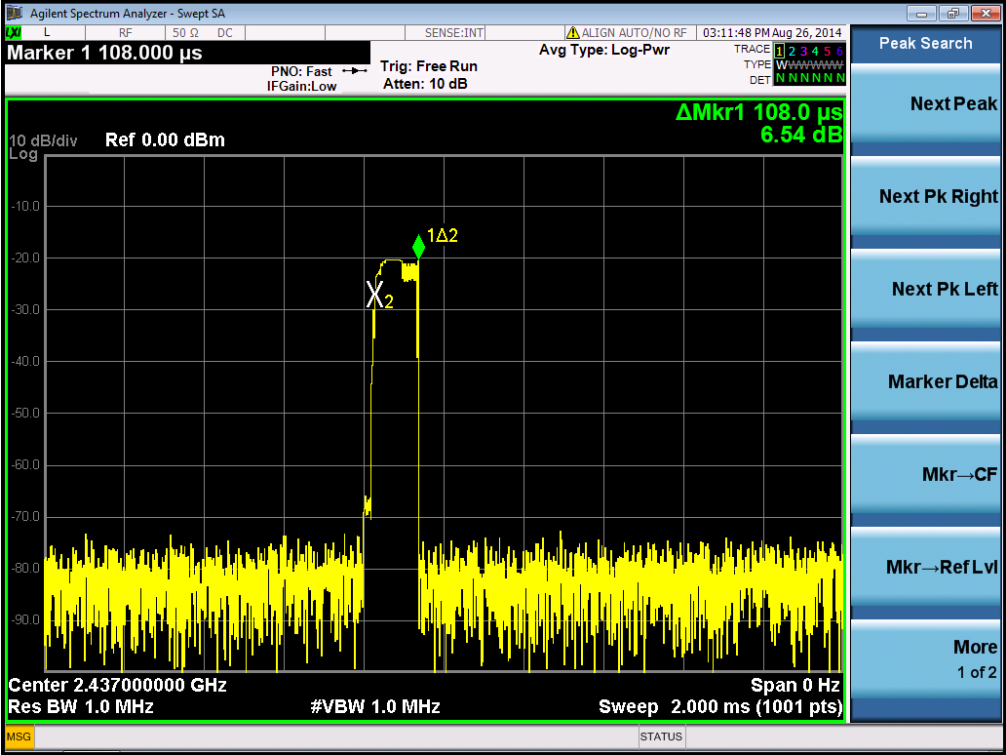 Agilent Spectrum Analyzer - Swept SA
LXI L RF 50 Ω DC SENSE:INT ALIGN AUTO/NO RF 03:11:48 PM Aug 26, 2014
Marker 1 108.000 µs
PNO: Fast
IFGain:Low
Trig: Free Run
Atten: 10 dB
Avg Type: Log-Pwr
TRACE 1 2 3 4 5 6
TYPE WWWWWW
DET N N N N N N
ΔMkr1 108.0 µs
6.54 dB
10 dB/div Ref 0.00 dBm
Log
-10.0
1Δ2
-20.0
X2
-30.0
-40.0
-50.0
-60.0
-70.0
-80.0
-90.0
Center 2.437000000 GHz Span 0 Hz
Res BW 1.0 MHz #VBW 1.0 MHz Sweep 2.000 ms (1001 pts)
MSG STATUS
Peak Search
Next Peak
Next Pk Right
Next Pk Left
Marker Delta
Mkr→CF
Mkr→Ref Lvl
More
1 of 2